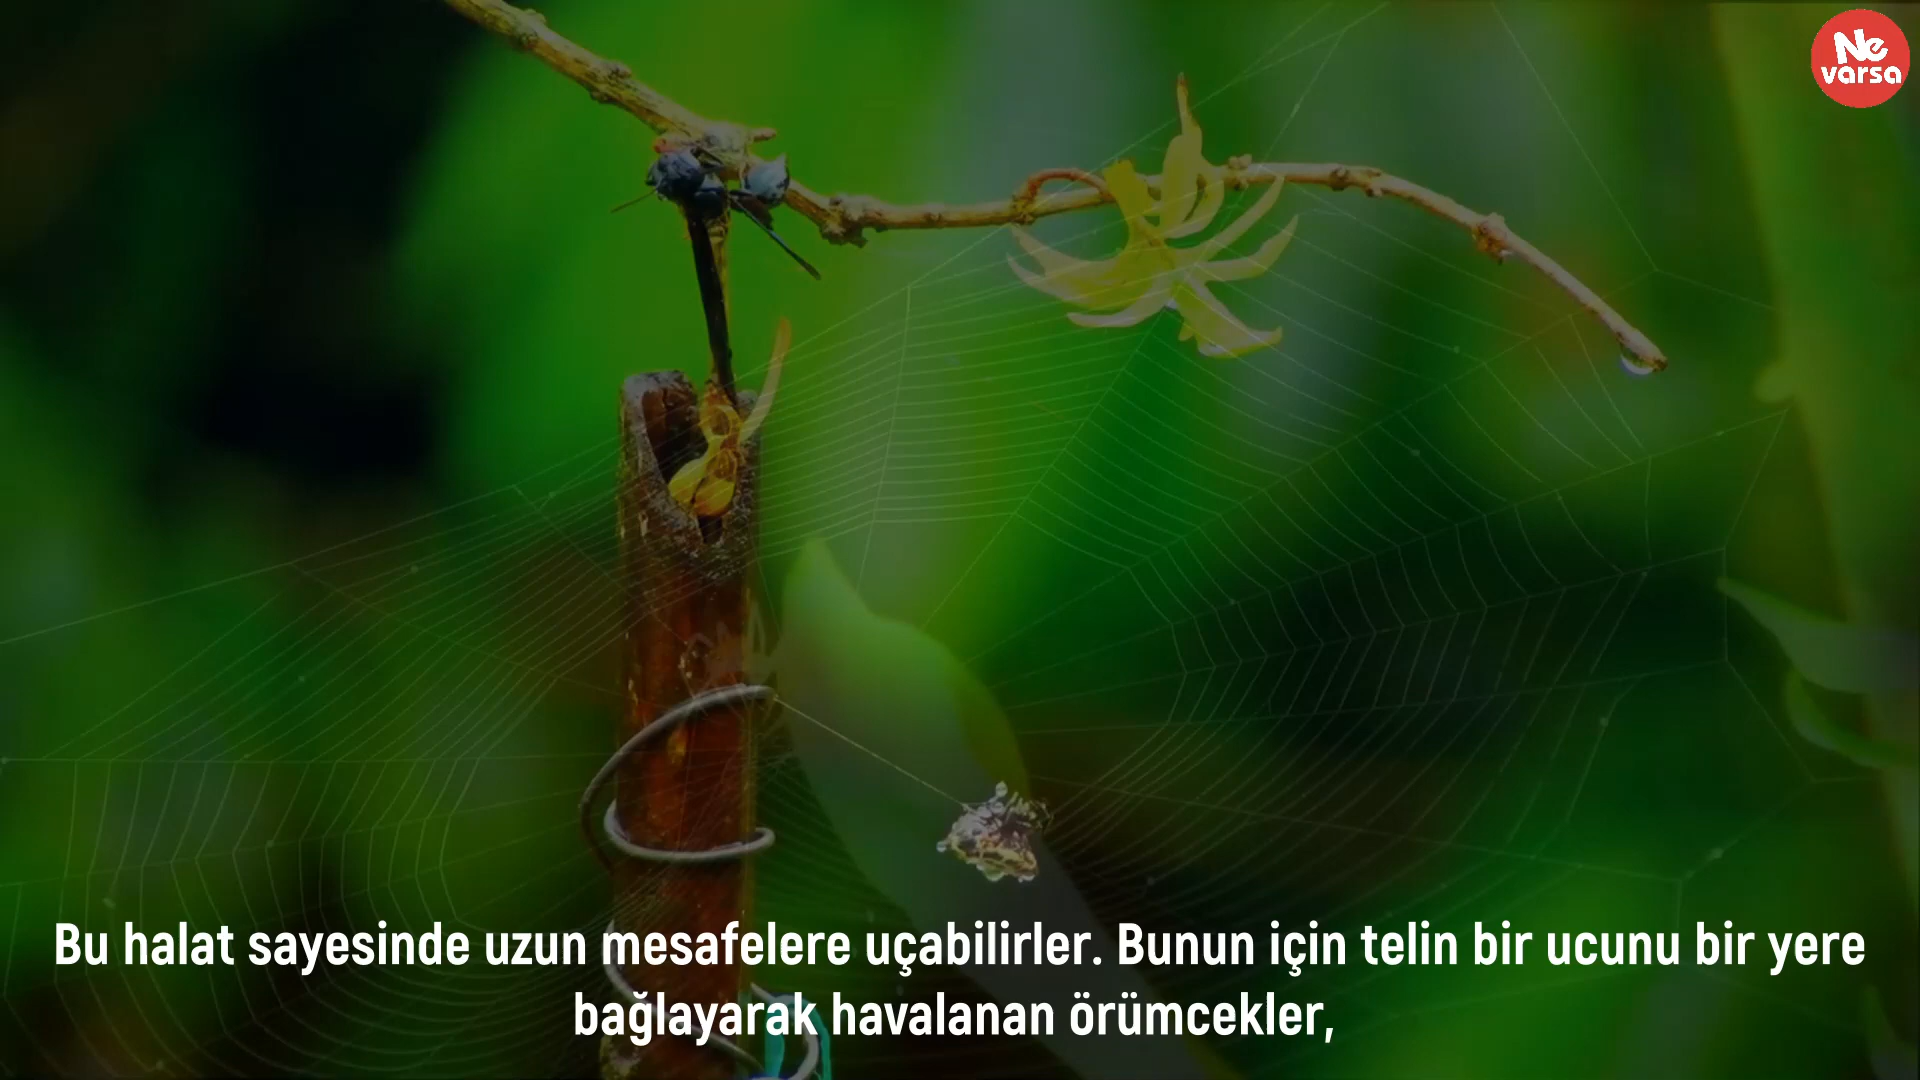 Ne
varsa
Bu halat sayesinde uzun mesafelere uçabilirler. Bunun için telin bir ucunu bir yere
bağlayarak havalanan örümcekler,